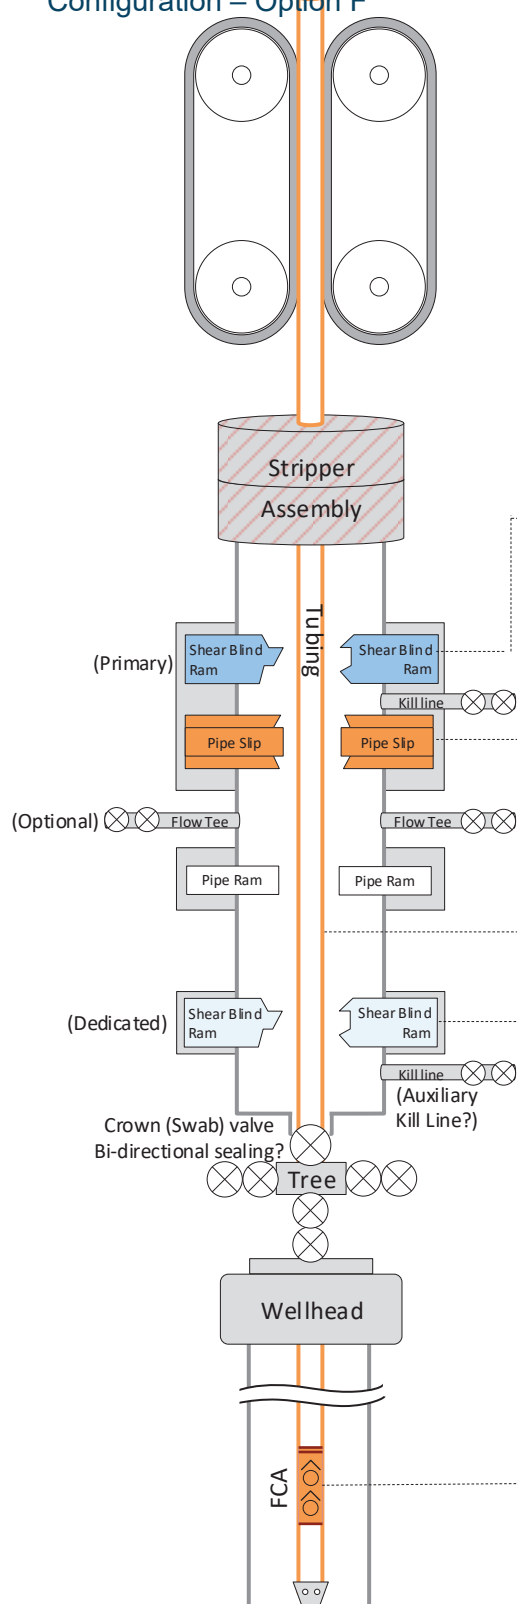 Configuration – Option F
Stripper
Assembly
Tubing
(Primary)
Shear Blind
Ram
Shear Blind
Ram
Kill line
Pipe Slip
Pipe Slip
(Optional)
Flow Tee
Flow Tee
Pipe Ram
Pipe Ram
(Dedicated)
Shear Blind
Ram
Shear Blind
Ram
Kill line
(Auxiliary
Kill Line?)
Crown (Swab) valve
Bi-directional sealing?
Tree
Wellhead
FCA